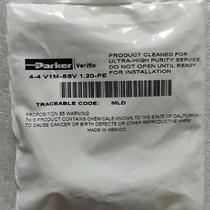 Parker Veriflo
PRODUCT CLEANED FOR
ULTRA-HIGH PURITY SERVICE
DO NOT OPEN UNTIL READY
FOR INSTALLATION
4-4 V1M-SSV 1.20-PE
TRACEABLE CODE: MLD
PROPOSITION 65 WARNING
THIS PRODUCT CONTAINS CHEMICALS KNOWN TO THE STATE OF CALIFORNIA
TO CAUSE CANCER OR BIRTH DEFECTS OR OTHER REPRODUCTIVE HARM
MADE IN MEXICO